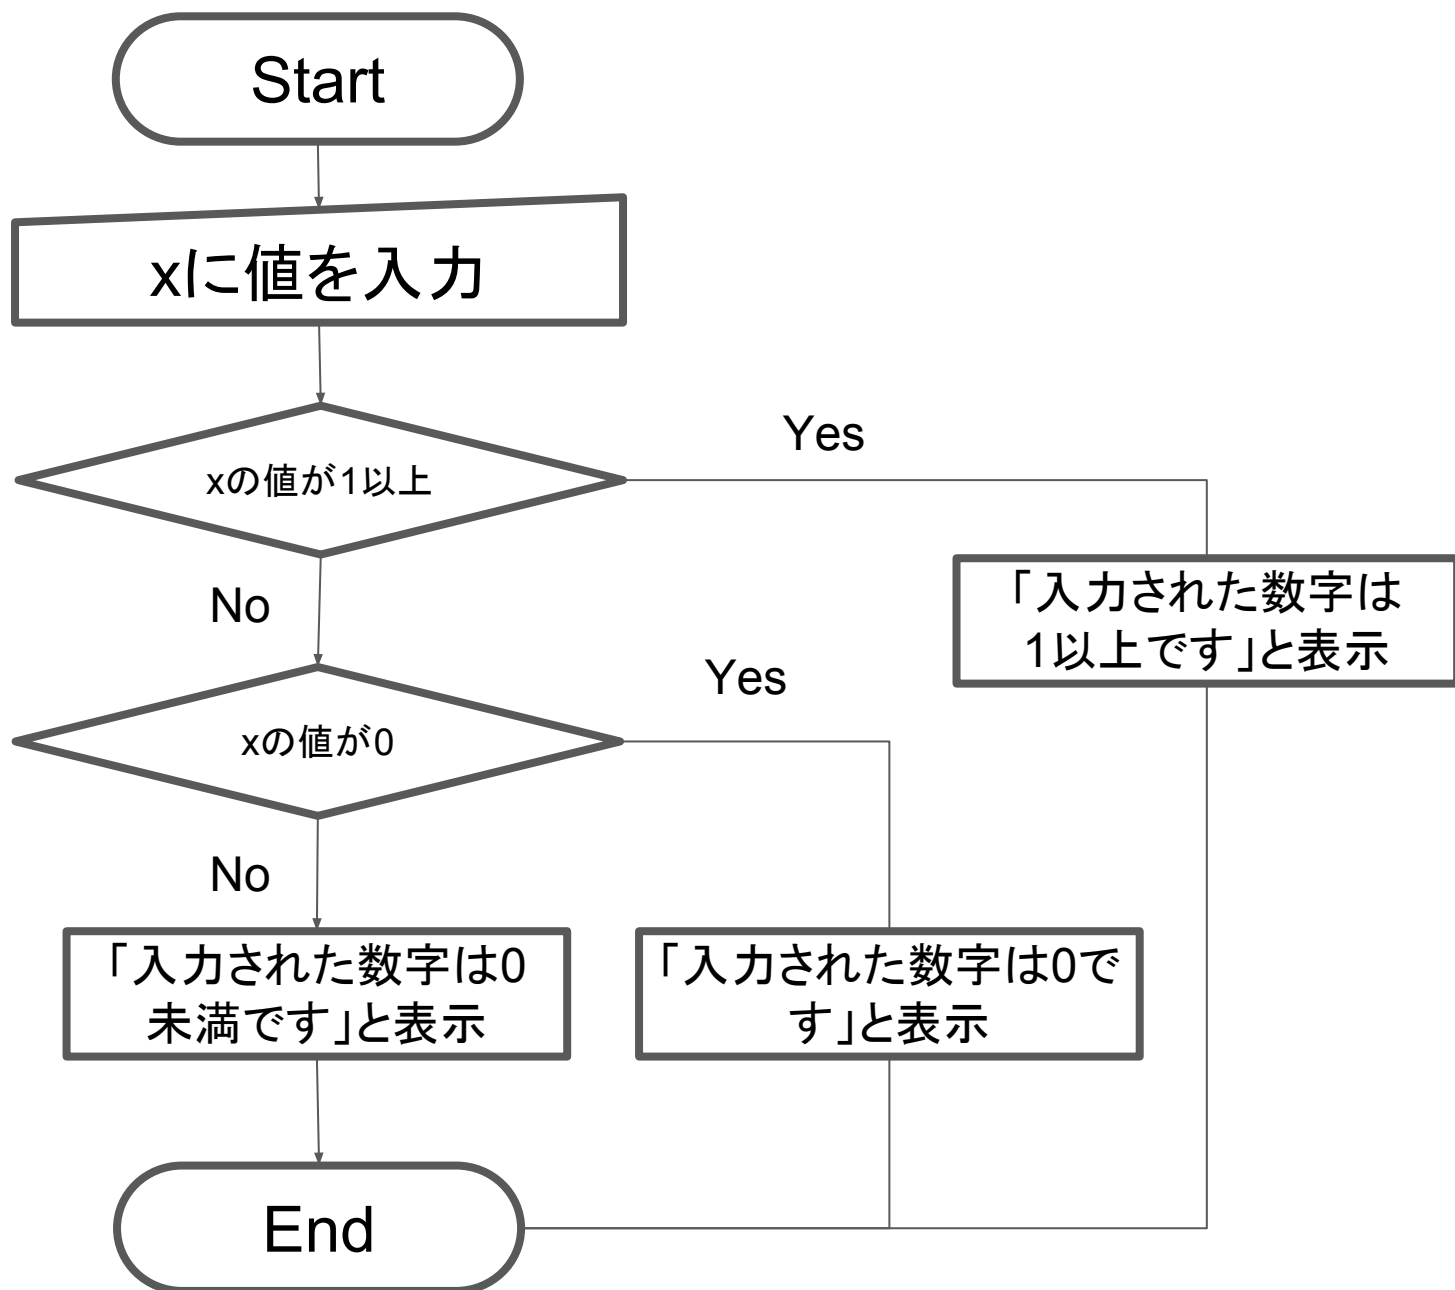 Start
xに値を入力
xの値が1以上
Yes
No
「入力された数字は
1以上です」と表示
xの値が0
Yes
No
「入力された数字は0
未満です」と表示
「入力された数字は0で
す」と表示
End